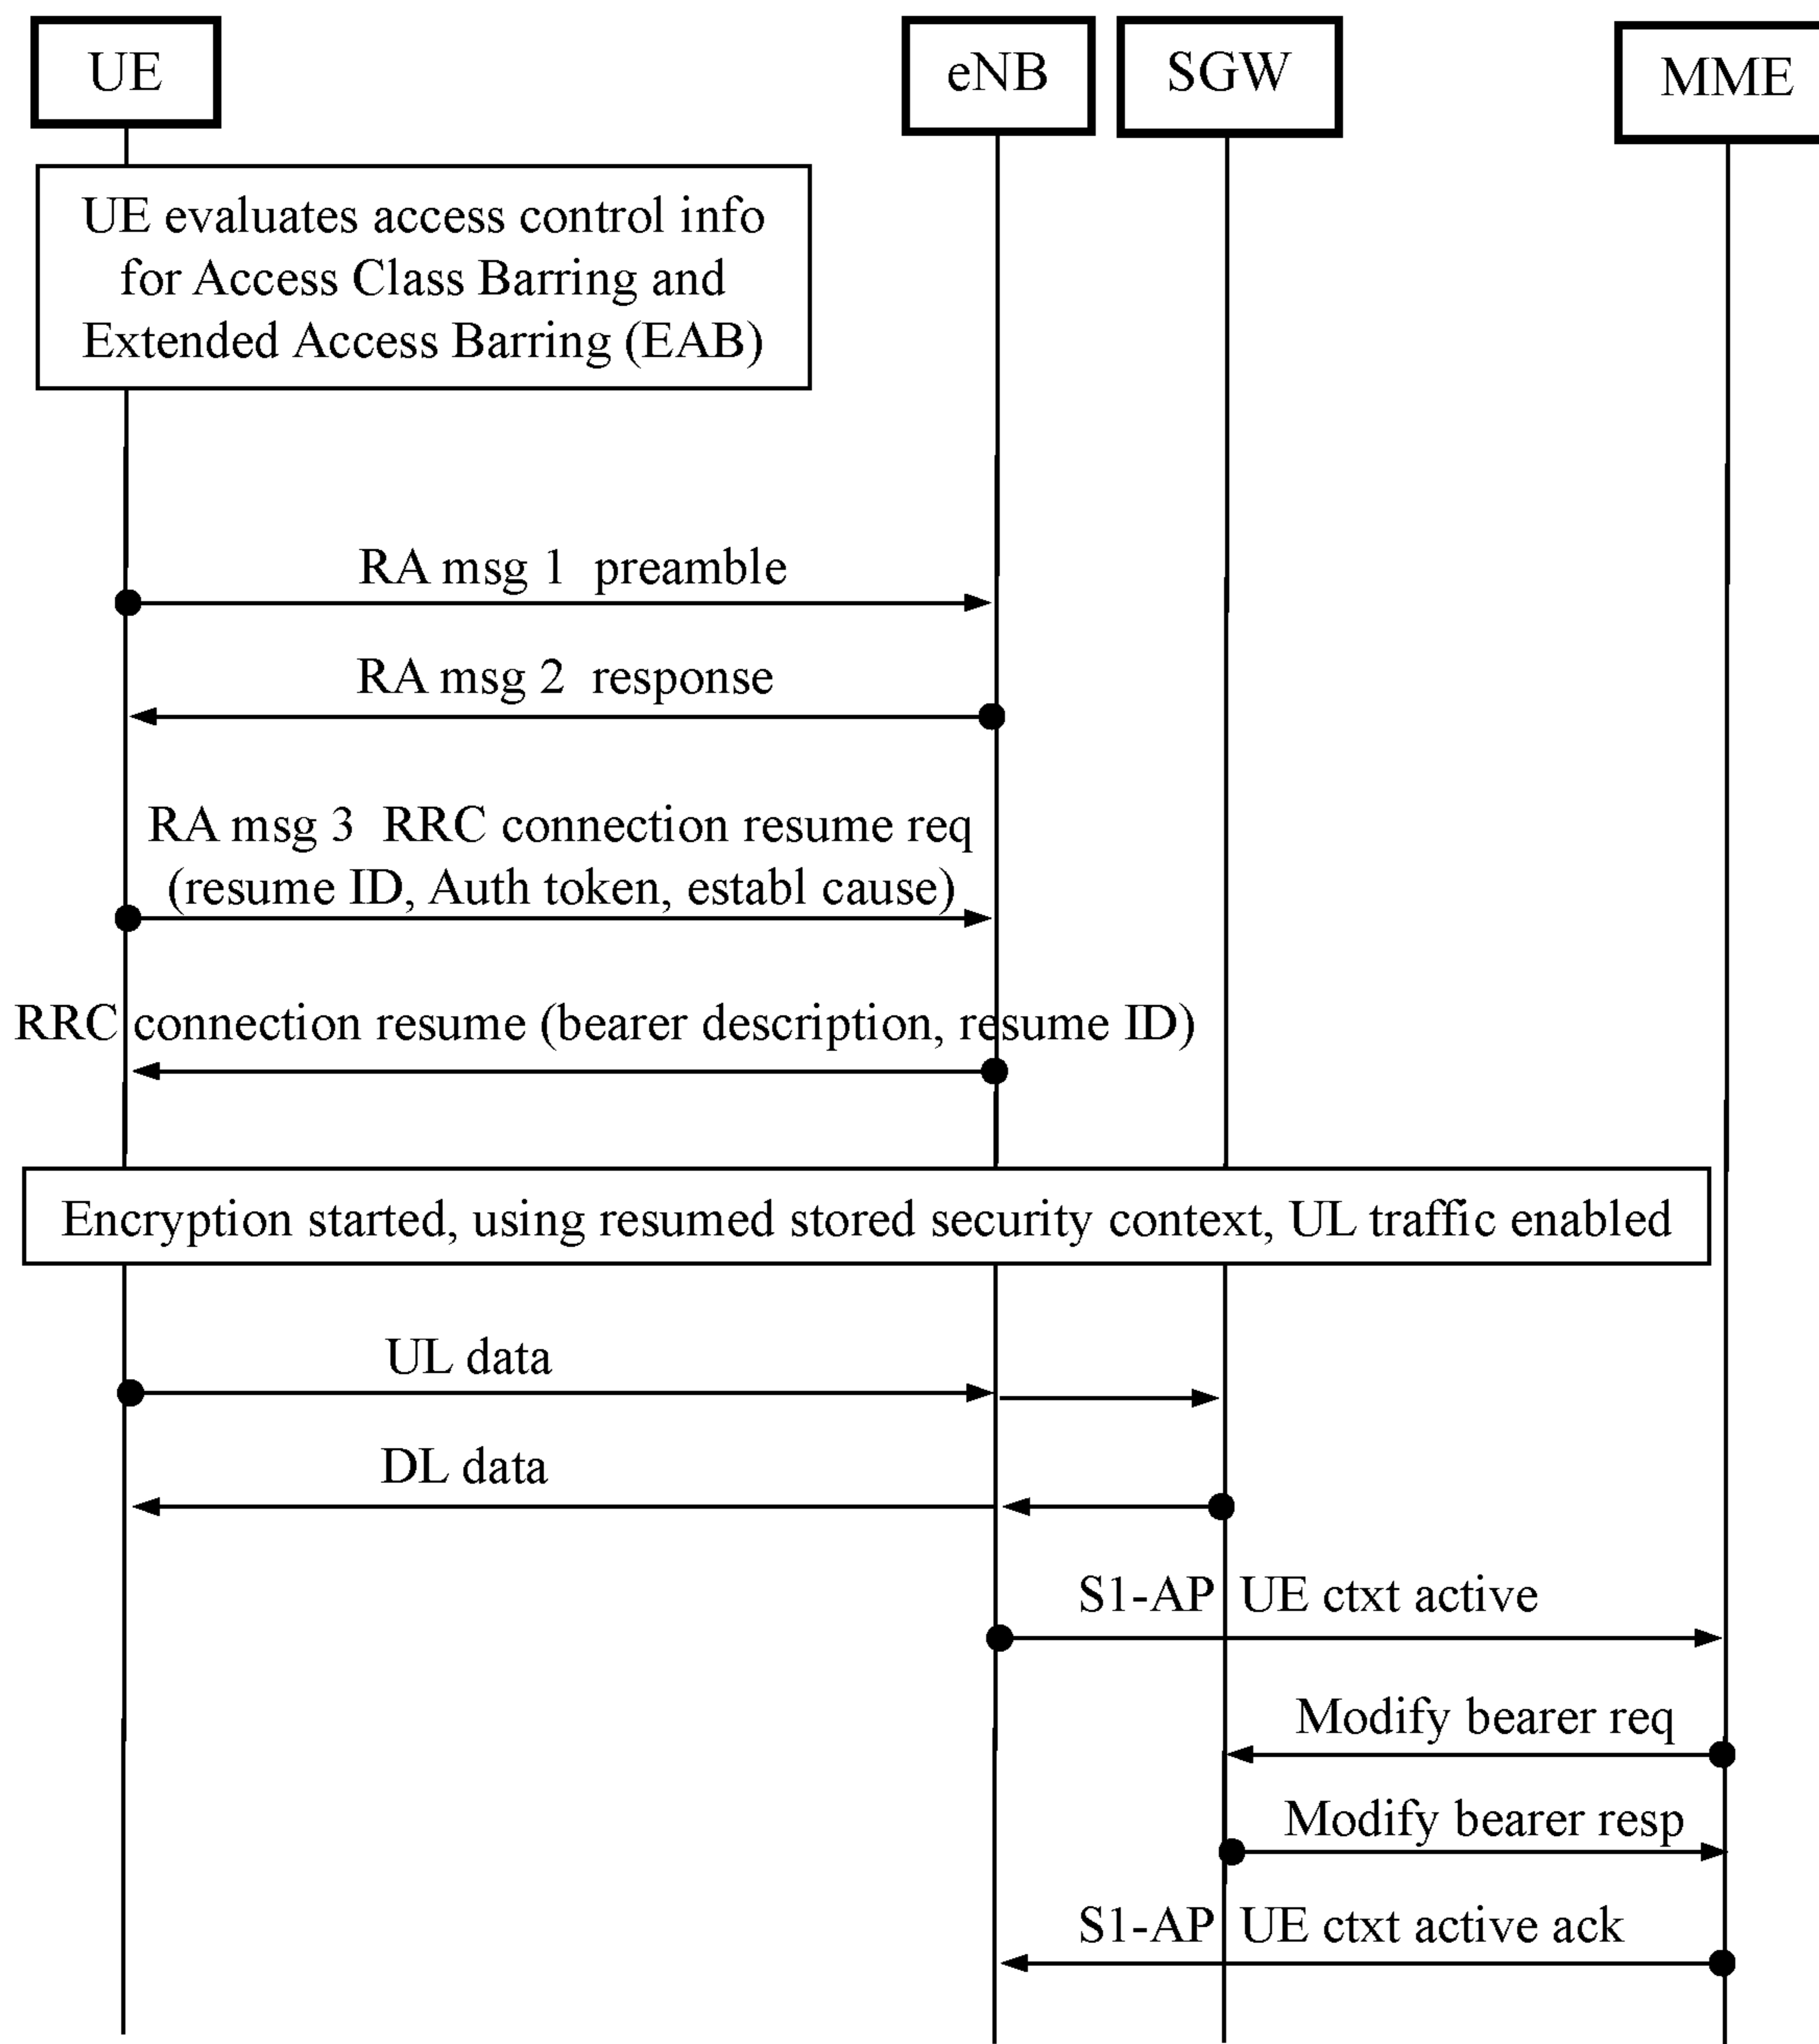 UE
eNB
SGW
MME
UE evaluates access control info
for Access Class Barring and
Extended Access Barring (EAB)
RA msg 1 preamble
RA msg 2 response
RA msg 3 RRC connection resume req
(resume ID, Auth token, establ cause)
RRC connection resume (bearer description, resume ID)
Encryption started, using resumed stored security context, UL traffic enabled
UL data
DL data
S1-AP UE ctxt active
Modify bearer req
Modify bearer resp
S1-AP UE ctxt active ack